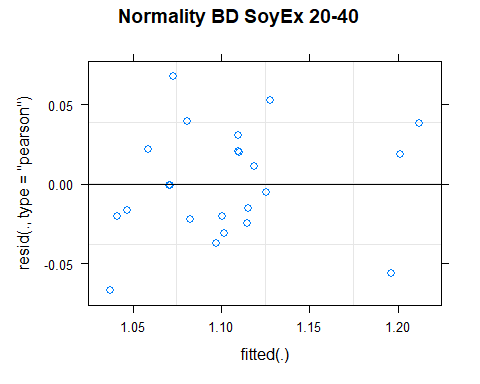 Normality BD SoyEx 20-40
resid(., type = "pearson")
0.05
0.00
-0.05
1.05 1.10 1.15 1.20
fitted(.)